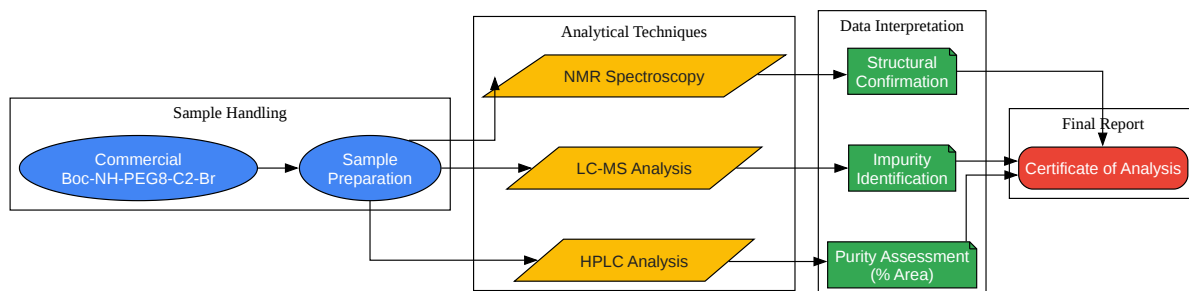 Sample Handling
Commercial
Boc-NH-PEG8-C2-Br
Sample
Preparation
Analytical Techniques
NMR Spectroscopy
LC-MS Analysis
HPLC Analysis
Data Interpretation
Structural
Confirmation
Impurity
Identification
Purity Assessment
(% Area)
Final Report
Certificate of Analysis